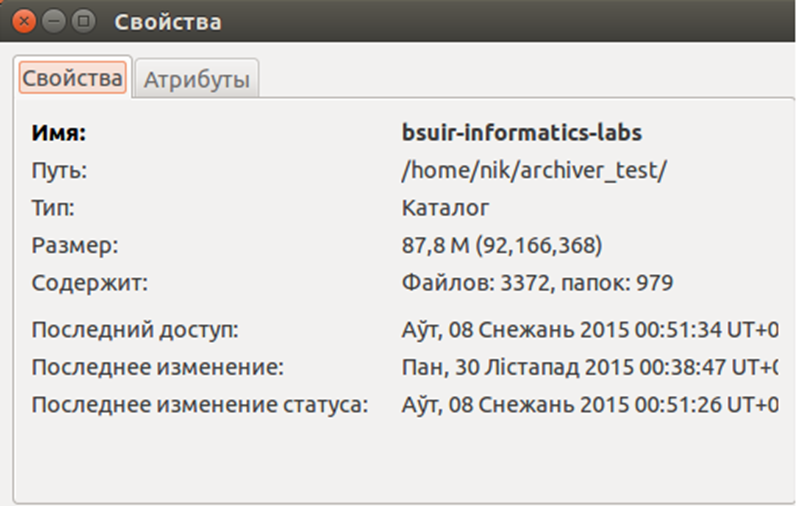 Свойства
Свойства Атрибуты
Имя: bsuir-informatics-labs
Путь: /home/nik/archiver_test/
Тип: Каталог
Размер: 87,8 M (92,166,368)
Содержит: Файлов: 3372, папок: 979
Последний доступ: Аўт, 08 Снежань 2015 00:51:34 UT+0
Последнее изменение: Пан, 30 Лістапад 2015 00:38:47 UT+0
Последнее изменение статуса: Аўт, 08 Снежань 2015 00:51:26 UT+0